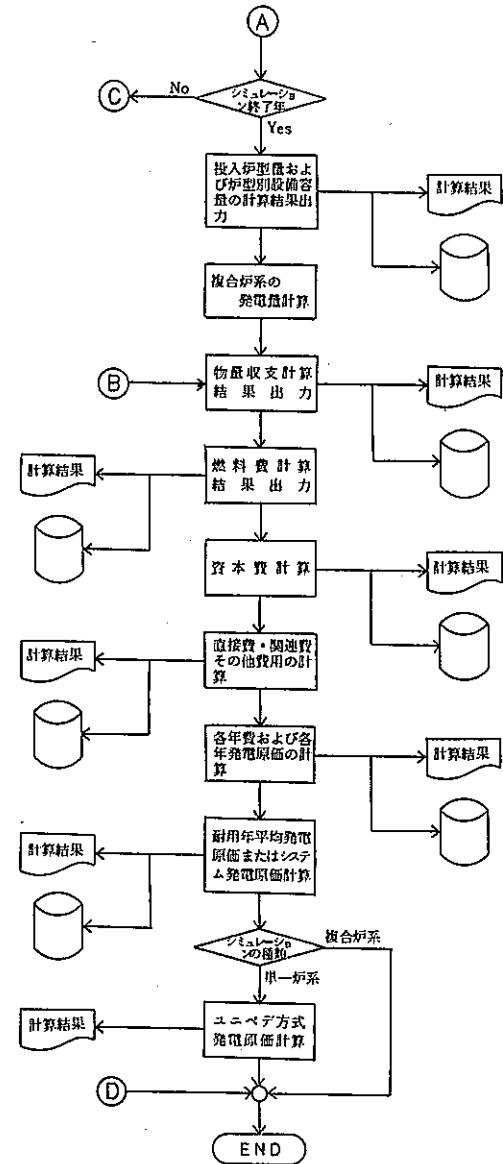 A
C
No
シミュレーショ
ン終了年
Yes
投入炉型量およ
び炉型別設備容
量の計算結果出
力
計算結果
複合炉系の
発電量計算
B
物量収支計算
結果出力
計算結果
計算結果
燃料費計算
結果出力
資本費計算
計算結果
計算結果
直接費・関連費
その他費用の計
算
各年費および各
年発電原価の計
算
計算結果
計算結果
耐用年平均発電
原価またはシステ
ム発電原価計算
シミュレーショ
ンの種類
複合炉系
単一炉系
計算結果
ユニペデ方式
発電原価計算
D
END